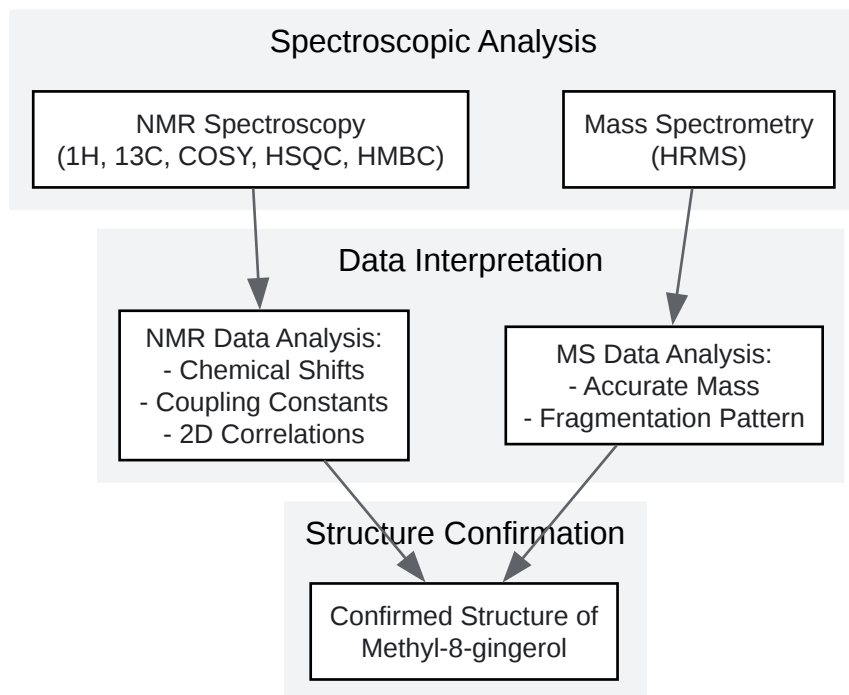 Spectroscopic Analysis
NMR Spectroscopy
(1H, 13C, COSY, HSQC, HMBC)
Mass Spectrometry
(HRMS)
Data Interpretation
NMR Data Analysis:
- Chemical Shifts
- Coupling Constants
- 2D Correlations
MS Data Analysis:
- Accurate Mass
- Fragmentation Pattern
Structure Confirmation
Confirmed Structure of
Methyl-8-gingerol